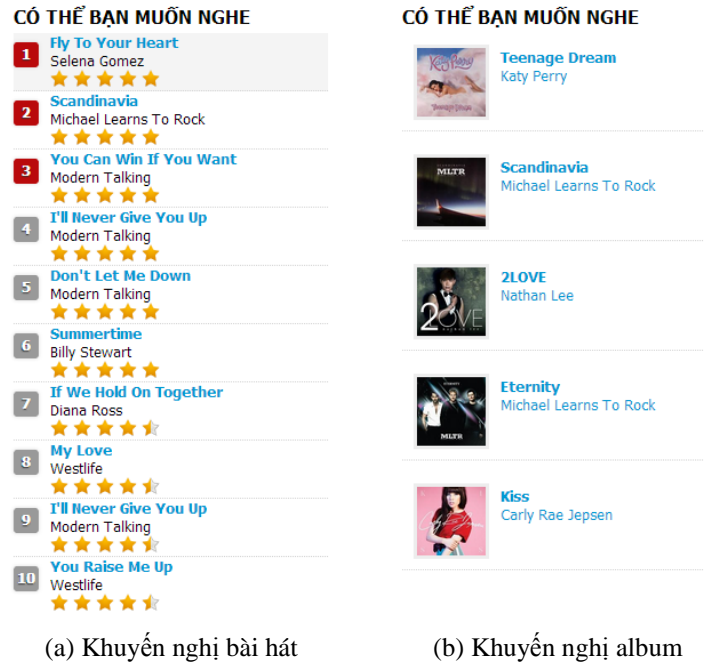 CÓ THỂ BẠN MUỐN NGHE
1
Fly To Your Heart
Selena Gomez
2
Scandinavia
Michael Learns To Rock
3
You Can Win If You Want
Modern Talking
4
I'll Never Give You Up
Modern Talking
5
Don't Let Me Down
Modern Talking
6
Summertime
Billy Stewart
7
If We Hold On Together
Diana Ross
8
My Love
Westlife
9
I'll Never Give You Up
Modern Talking
10
You Raise Me Up
Westlife
(a) Khuyến nghị bài hát
CÓ THỂ BẠN MUỐN NGHE
Katy Perry
Teenage Dream
Teenage Dream
Katy Perry
MLTR
Scandinavia
Michael Learns To Rock
2LOVE
2LOVE
Nathan Lee
MLTR
Eternity
Michael Learns To Rock
Kiss
Carly Rae Jepsen
(b) Khuyến nghị album